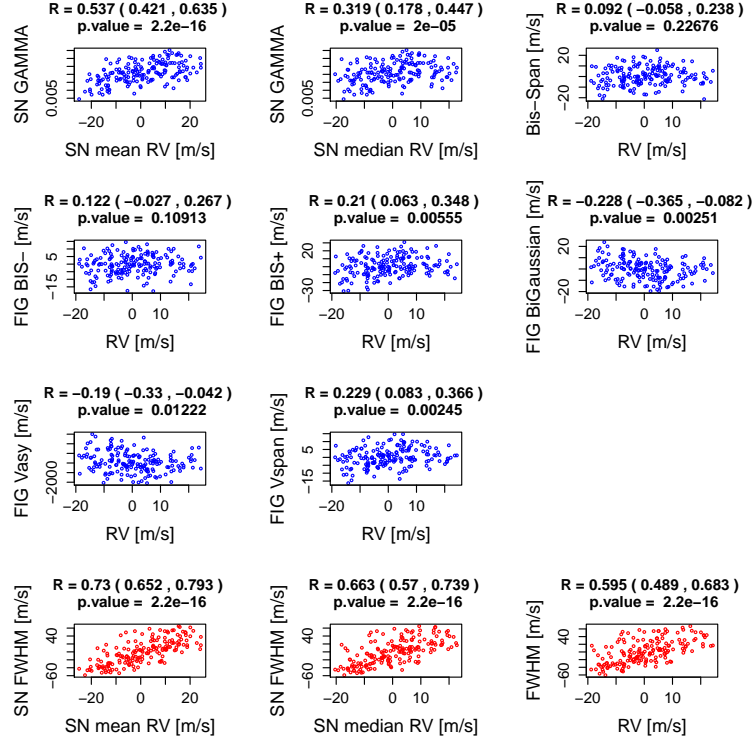 R = 0.537 ( 0.421 , 0.635 )
p.value = 2.2e−16
SN GAMMA
0.005
−20 0 10 20
SN mean RV [m/s]
R = 0.319 ( 0.178 , 0.447 )
p.value = 2e−05
SN GAMMA
0.005
−20 0 10
SN median RV [m/s]
R = 0.092 ( −0.058 , 0.238 )
p.value = 0.22676
Bis−Span [m/s]
20
−20
−20 0 10
RV [m/s]
R = 0.122 ( −0.027 , 0.267 )
p.value = 0.10913
FIG BIS− [m/s]
5
−15
−20 0 10
RV [m/s]
R = 0.21 ( 0.063 , 0.348 )
p.value = 0.00555
FIG BIS+ [m/s]
20
−30
−20 0 10
RV [m/s]
R = −0.228 ( −0.365 , −0.082 )
p.value = 0.00251
FIG BiGaussian [m/s]
20
−20
−20 0 10
RV [m/s]
R = −0.19 ( −0.33 , −0.042 )
p.value = 0.01222
FIG Vasy [m/s]
−2000
−20 0 10
RV [m/s]
R = 0.229 ( 0.083 , 0.366 )
p.value = 0.00245
FIG Vspan [m/s]
5
−15
−20 0 10
RV [m/s]
R = 0.73 ( 0.652 , 0.793 )
p.value = 2.2e−16
SN FWHM [m/s]
40
−60
−20 0 10 20
SN mean RV [m/s]
R = 0.663 ( 0.57 , 0.739 )
p.value = 2.2e−16
SN FWHM [m/s]
40
−60
−20 0 10
SN median RV [m/s]
R = 0.595 ( 0.489 , 0.683 )
p.value = 2.2e−16
FWHM [m/s]
40
−60
−20 0 10
RV [m/s]